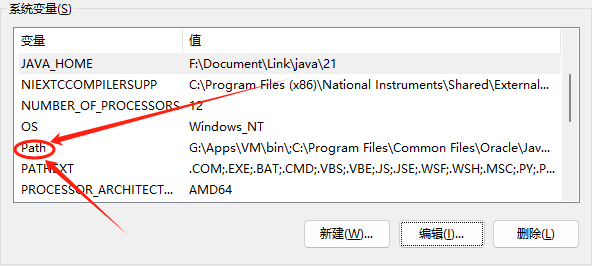 系统变量(S)
变量 值
JAVA_HOME F:\Document\Link\java\21
NIEXTCCOMPILERSUPP C:\Program Files (x86)\National Instruments\Shared\External...
NUMBER_OF_PROCESSORS 12
OS Windows_NT
Path G:\Apps\VM\bin\;C:\Program Files\Common Files\Oracle\Jav...
PATHEXT .COM;.EXE;.BAT;.CMD;.VBS;.VBE;.JS;.JSE;.WSF;.WSH;.MSC;.PY;.P...
PROCESSOR_ARCHITECT... AMD64
新建(W)... 编辑(I)... 删除(L)